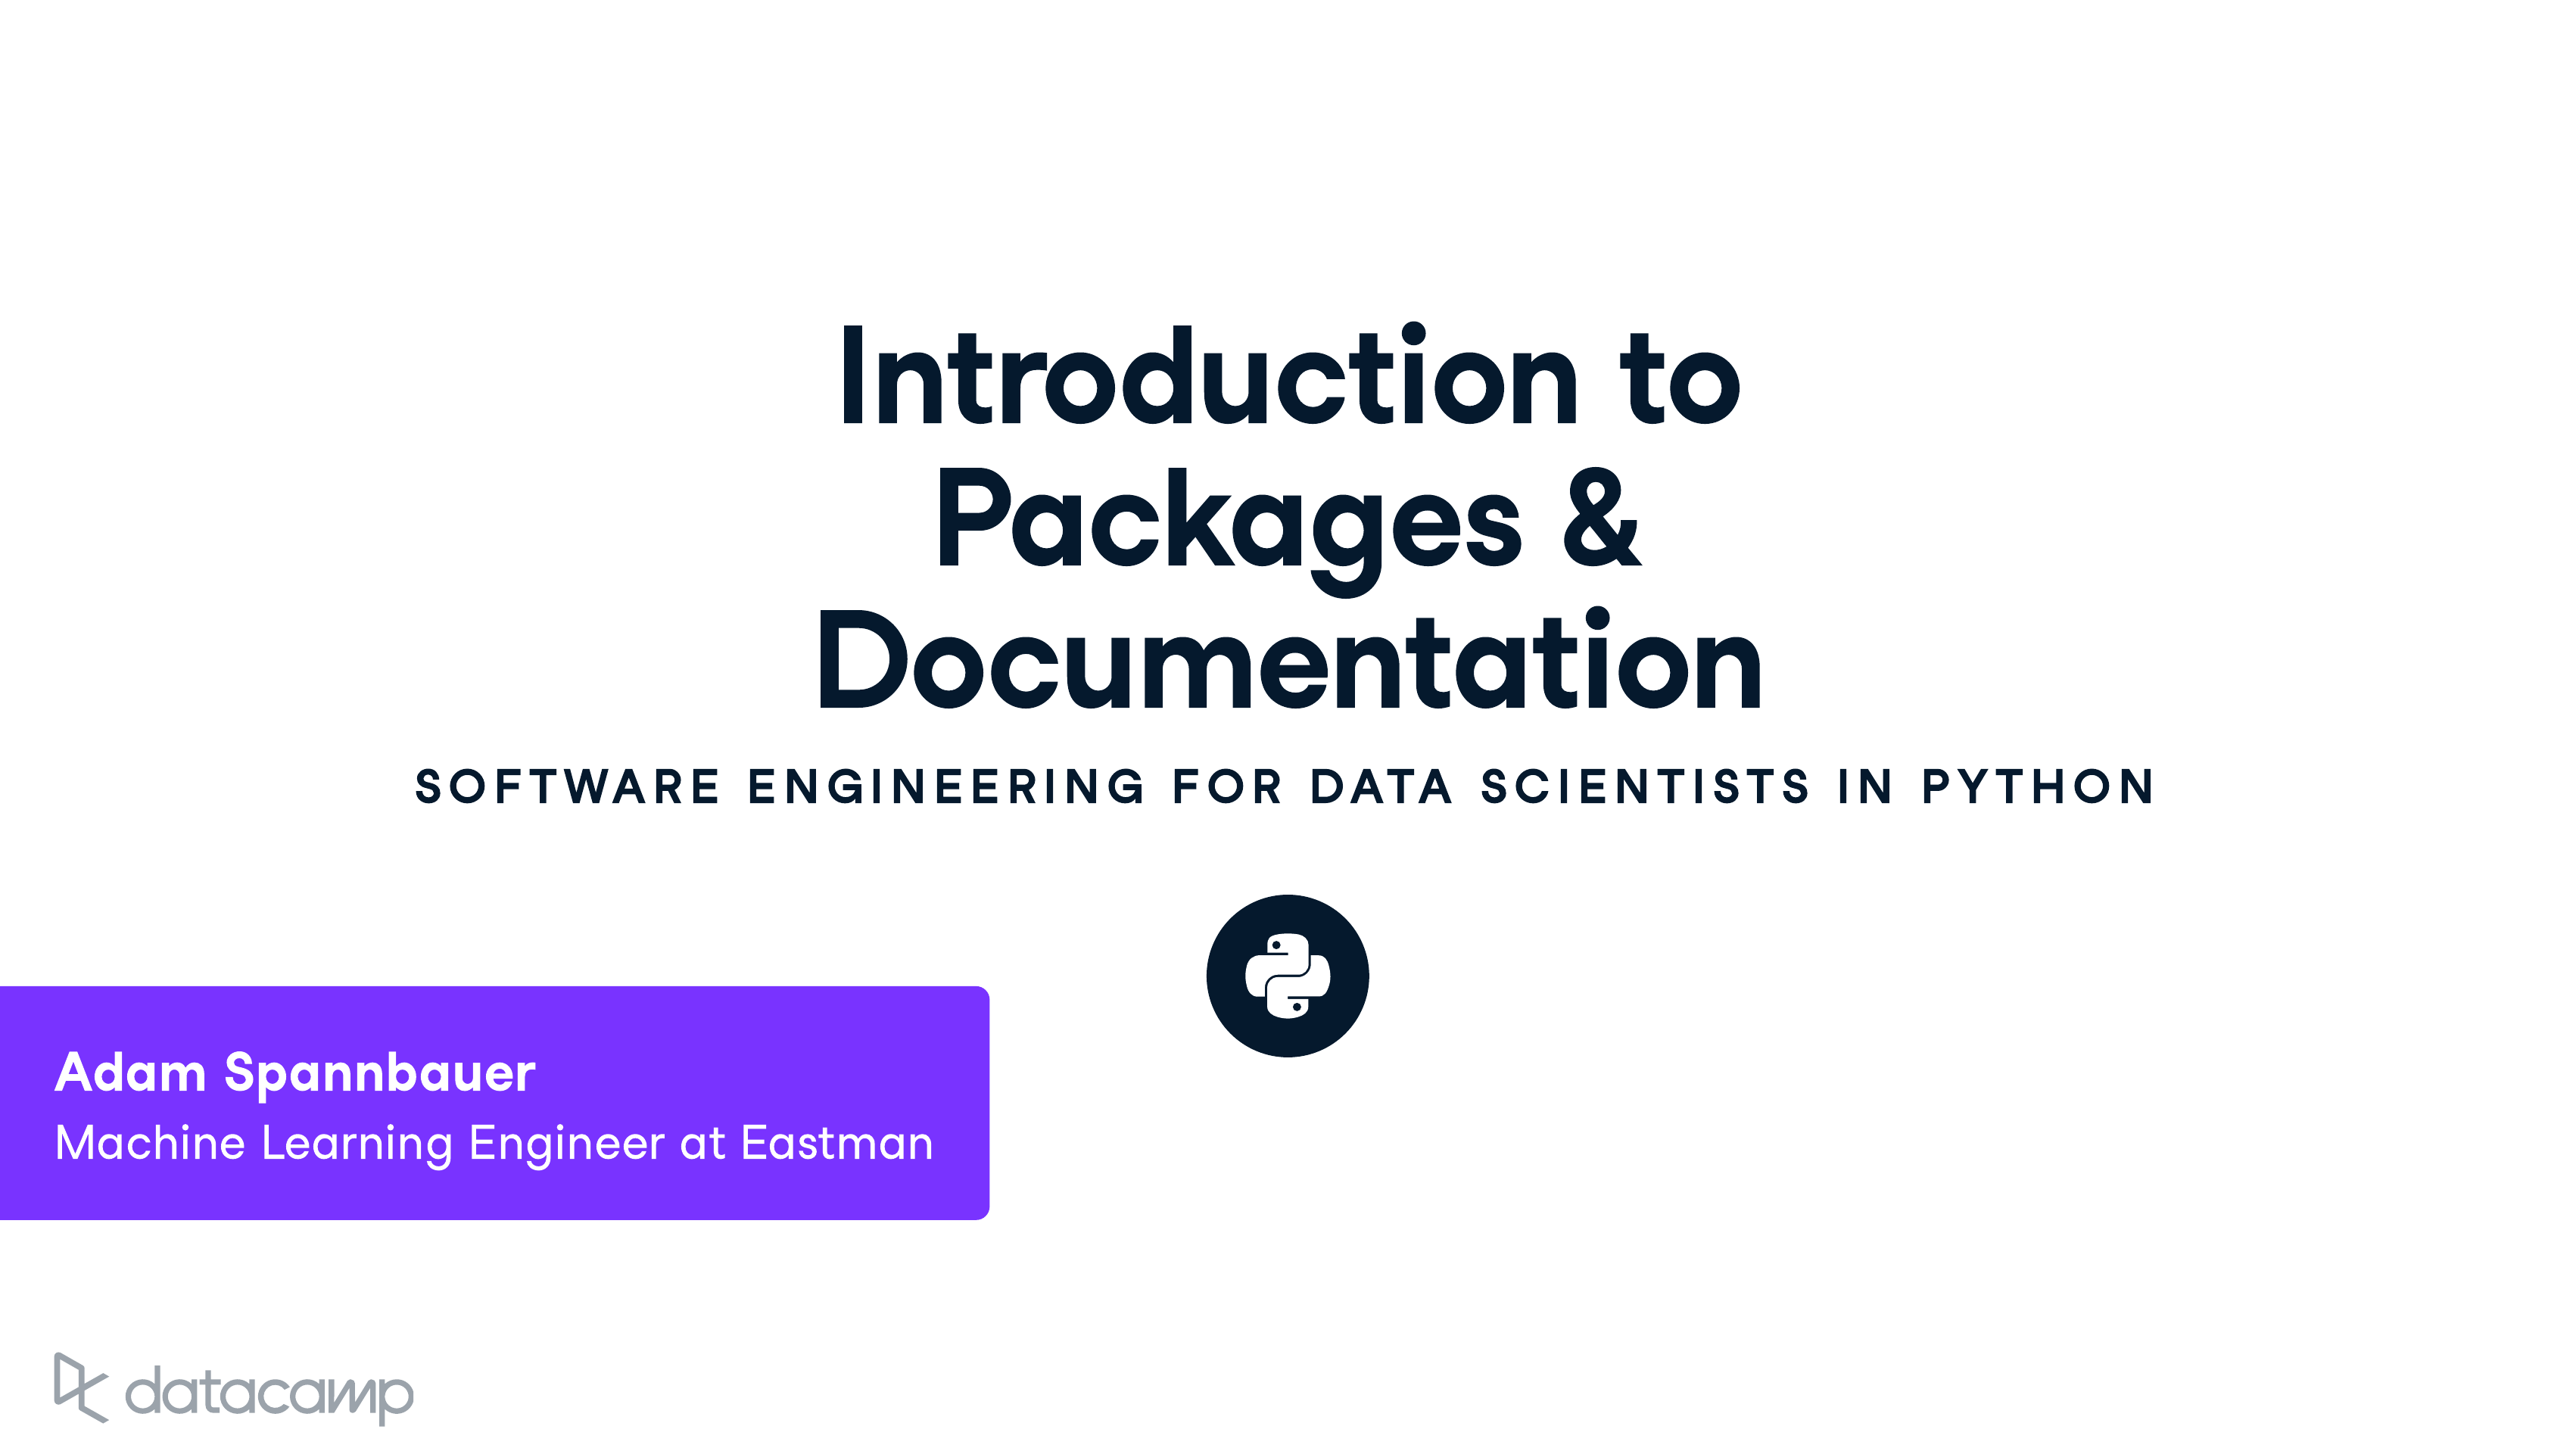 Introduction to
Packages &
Documentation
SOFTWARE ENGINEERING FOR DATA SCIENTISTS IN PYTHON
Adam Spannbauer
Machine Learning Engineer at Eastman
datacamp